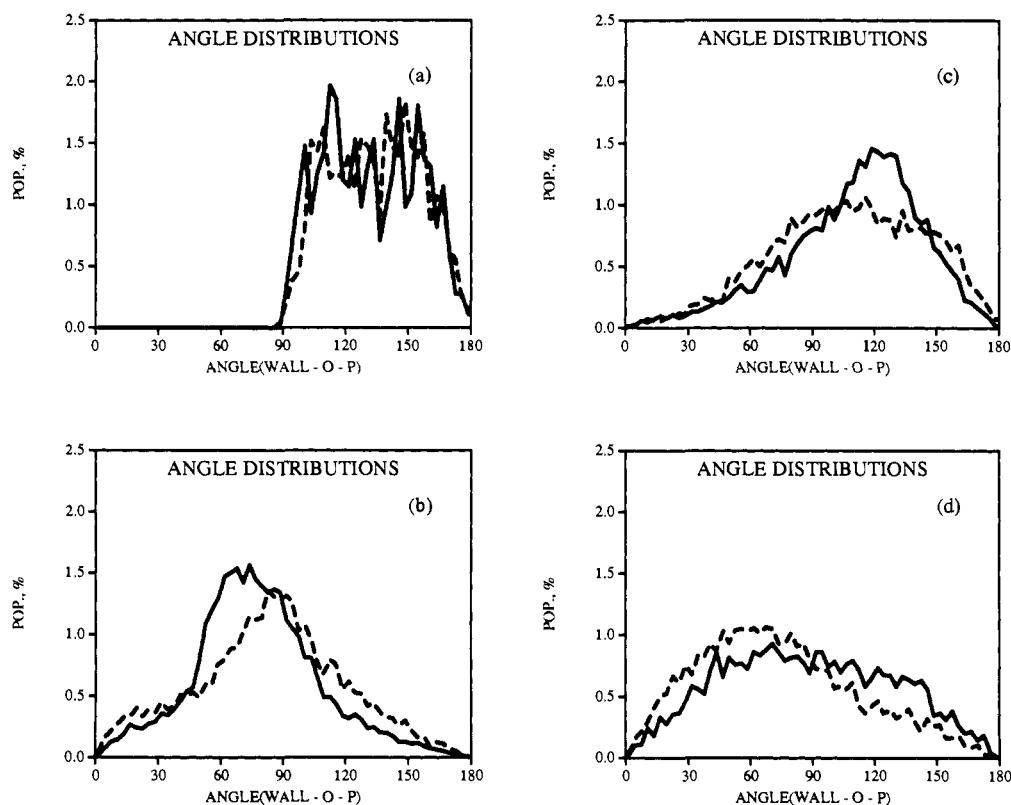 2.5
ANGLE DISTRIBUTIONS
(a)
2.0
1.5
POP., %
1.0
0.5
0.0
0 30 60 90 120 150 180
ANGLE(WALL - O - P)
2.5
ANGLE DISTRIBUTIONS
(c)
2.0
1.5
POP., %
1.0
0.5
0.0
0 30 60 90 120 150 180
ANGLE(WALL - O - P)
2.5
ANGLE DISTRIBUTIONS
(b)
2.0
1.5
POP., %
1.0
0.5
0.0
0 30 60 90 120 150 180
ANGLE(WALL - O - P)
2.5
ANGLE DISTRIBUTIONS
(d)
2.0
1.5
POP., %
1.0
0.5
0.0
0 30 60 90 120 150 180
ANGLE(WALL - O - P)